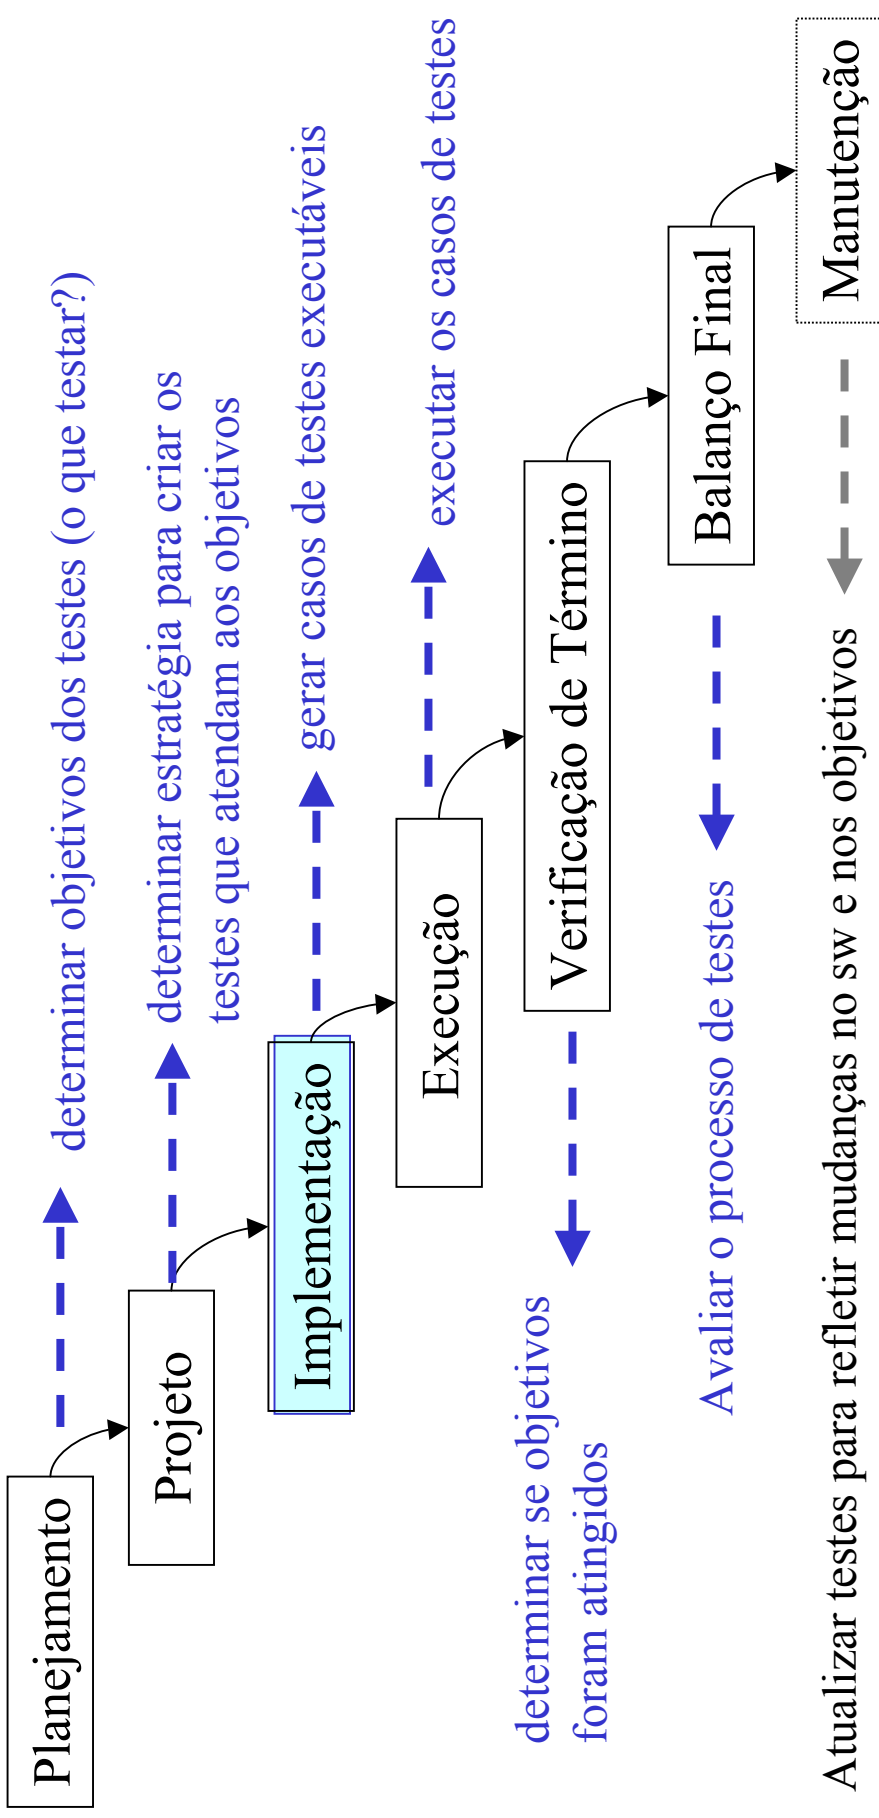 Planejamento
determinar objetivos dos testes (o que testar?)
Projeto
determinar estratégia para criar os
testes que atendam aos objetivos
Implementação
gerar casos de testes executáveis
Execução
executar os casos de testes
determinar se objetivos
foram atingidos
Verificação de Término
Avaliar o processo de testes
Balanço Final
Atualizar testes para refletir mudanças no sw e nos objetivos
Manutenção